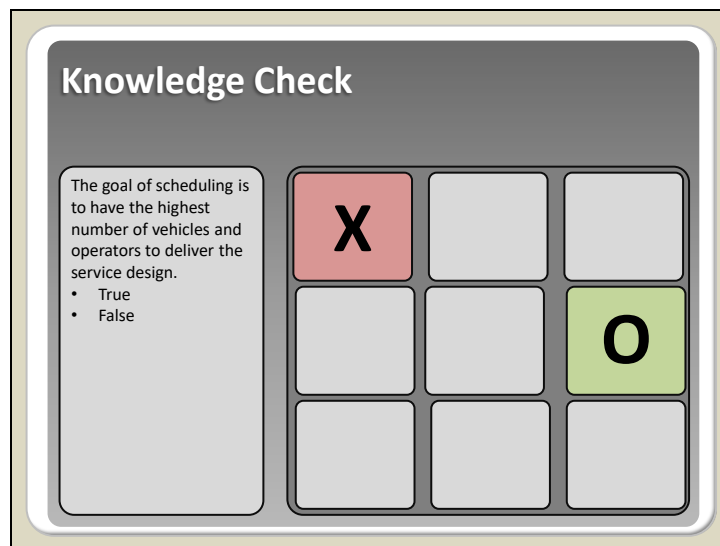 Knowledge Check
The goal of scheduling is
to have the highest
number of vehicles and
operators to deliver the
service design.
• True
• False
X
O